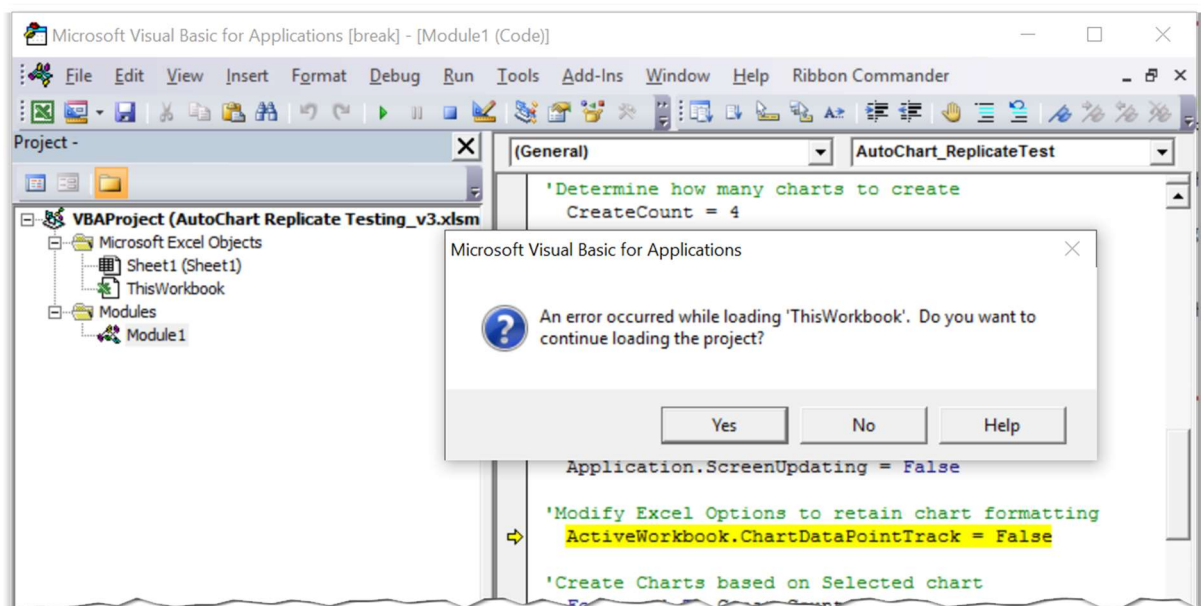 Microsoft Visual Basic for Applications [break] - [Module1 (Code)]
File Edit View Insert Format Debug Run Tools Add-Ins Window Help Ribbon Commander
Project -
(General) AutoChart_ReplicateTest
VBAProject (AutoChart Replicate Testing_v3.xlsm
Microsoft Excel Objects
Sheet1 (Sheet1)
ThisWorkbook
Modules
Module1
'Determine how many charts to create
CreateCount = 4
Microsoft Visual Basic for Applications
An error occurred while loading 'ThisWorkbook'. Do you want to
continue loading the project?
Yes No Help
Application.ScreenUpdating = False
'Modify Excel Options to retain chart formatting
ActiveWorkbook.ChartDataPointTrack = False
'Create Charts based on Selected chart